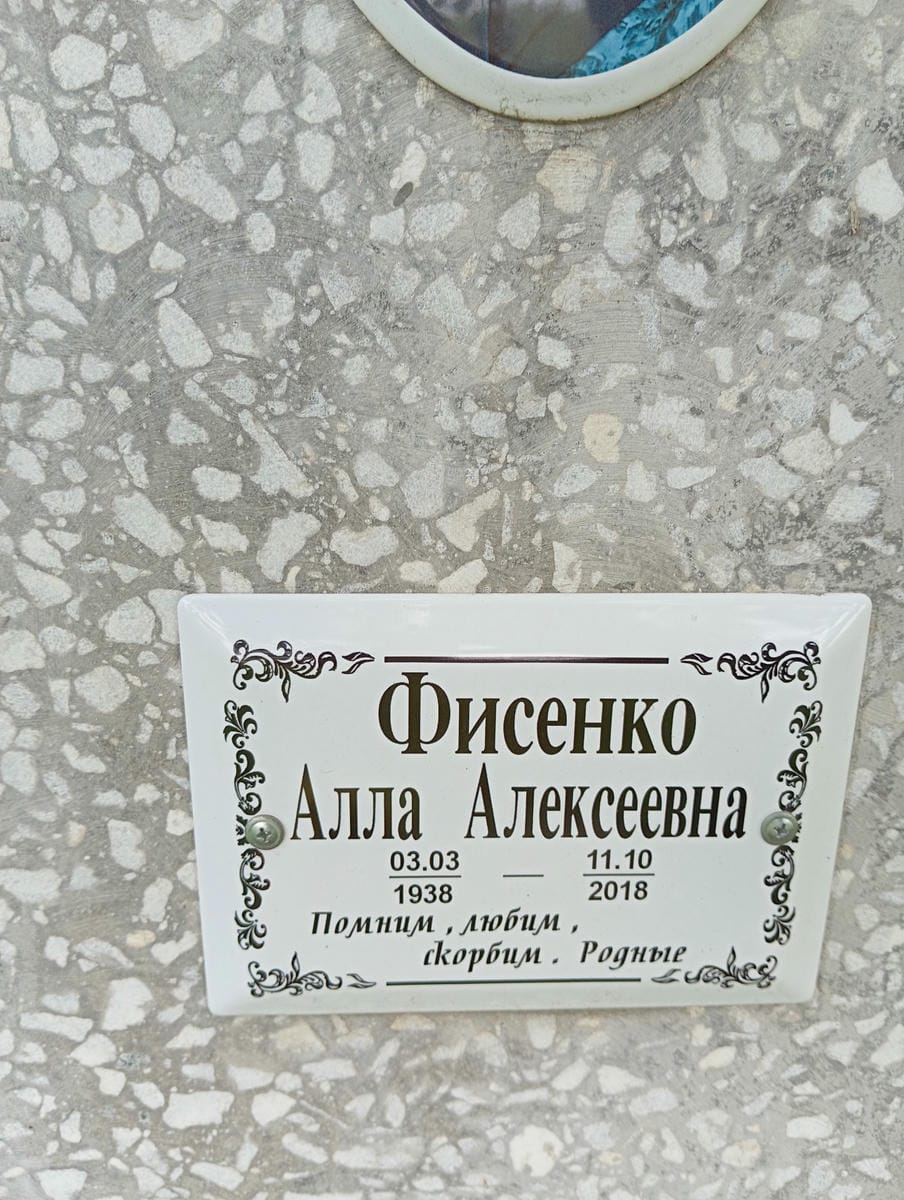 Фисенко
Алла Алексеевна
03.03 — 11.10
1938 2018
Помним , любим ,
скорбим . Родные